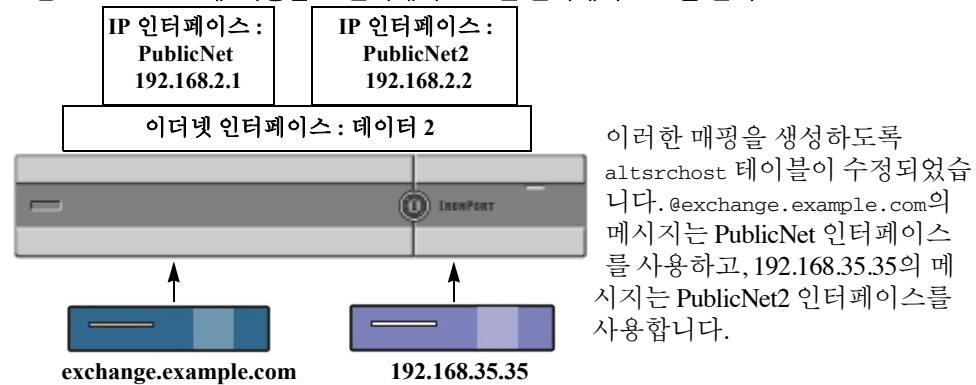 IP 인터페이스 :
PublicNet
192.168.2.1
IP 인터페이스 :
PublicNet2
192.168.2.2
이더넷 인터페이스 : 데이터 2
IRONPORT
exchange.example.com
192.168.35.35
이러한 매핑을 생성하도록
altsrchost 테이블이 수정되었습
니다. @exchange.example.com의
메시지는 PublicNet 인터페이스
를 사용하고, 192.168.35.35의 메
시지는 PublicNet2 인터페이스를
사용합니다.